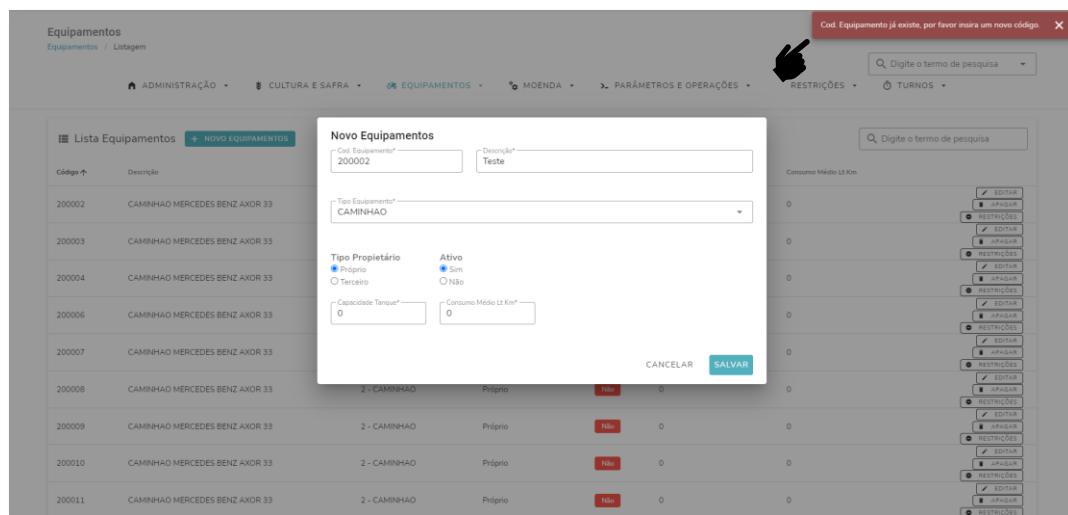 Equipamentos
Equipamentos / Listagem
Cod. Equipamento já existe, por favor insira um novo código. ✕
Digite o termo de pesquisa
ADMINISTRAÇÃO CULTURA E SAFRA EQUIPAMENTOS MOENDA PARÂMETROS E OPERAÇÕES RESTRIÇÕES TURNOS
Lista Equipamentos + NOVO EQUIPAMENTOS
Digite o termo de pesquisa
Código ↑ Descrição Consumo Médio Lt Km
Novo Equipamentos
Cod. Equipamento* Descrição*
200002 Teste
Tipo Equipamento*
CAMINHAO
Tipo Propietário Ativo
Próprio Sim
Terceiro Não
Capacidade Tanque* Consumo Médio Lt Km*
0 0
CANCELAR SALVAR
200002 CAMINHAO MERCEDES BENZ AXOR 33 0 EDITAR
APAGAR
RESTRIÇÕES
200003 CAMINHAO MERCEDES BENZ AXOR 33 0 EDITAR
APAGAR
RESTRIÇÕES
200004 CAMINHAO MERCEDES BENZ AXOR 33 0 EDITAR
APAGAR
RESTRIÇÕES
200006 CAMINHAO MERCEDES BENZ AXOR 33 0 EDITAR
APAGAR
RESTRIÇÕES
200007 CAMINHAO MERCEDES BENZ AXOR 33 0 EDITAR
APAGAR
RESTRIÇÕES
200008 CAMINHAO MERCEDES BENZ AXOR 33 2 - CAMINHAO Próprio Não 0 0 EDITAR
APAGAR
RESTRIÇÕES
200009 CAMINHAO MERCEDES BENZ AXOR 33 2 - CAMINHAO Próprio Não 0 0 EDITAR
APAGAR
RESTRIÇÕES
200010 CAMINHAO MERCEDES BENZ AXOR 33 2 - CAMINHAO Próprio Não 0 0 EDITAR
APAGAR
RESTRIÇÕES
200011 CAMINHAO MERCEDES BENZ AXOR 33 2 - CAMINHAO Próprio Não 0 0 EDITAR
APAGAR
RESTRIÇÕES